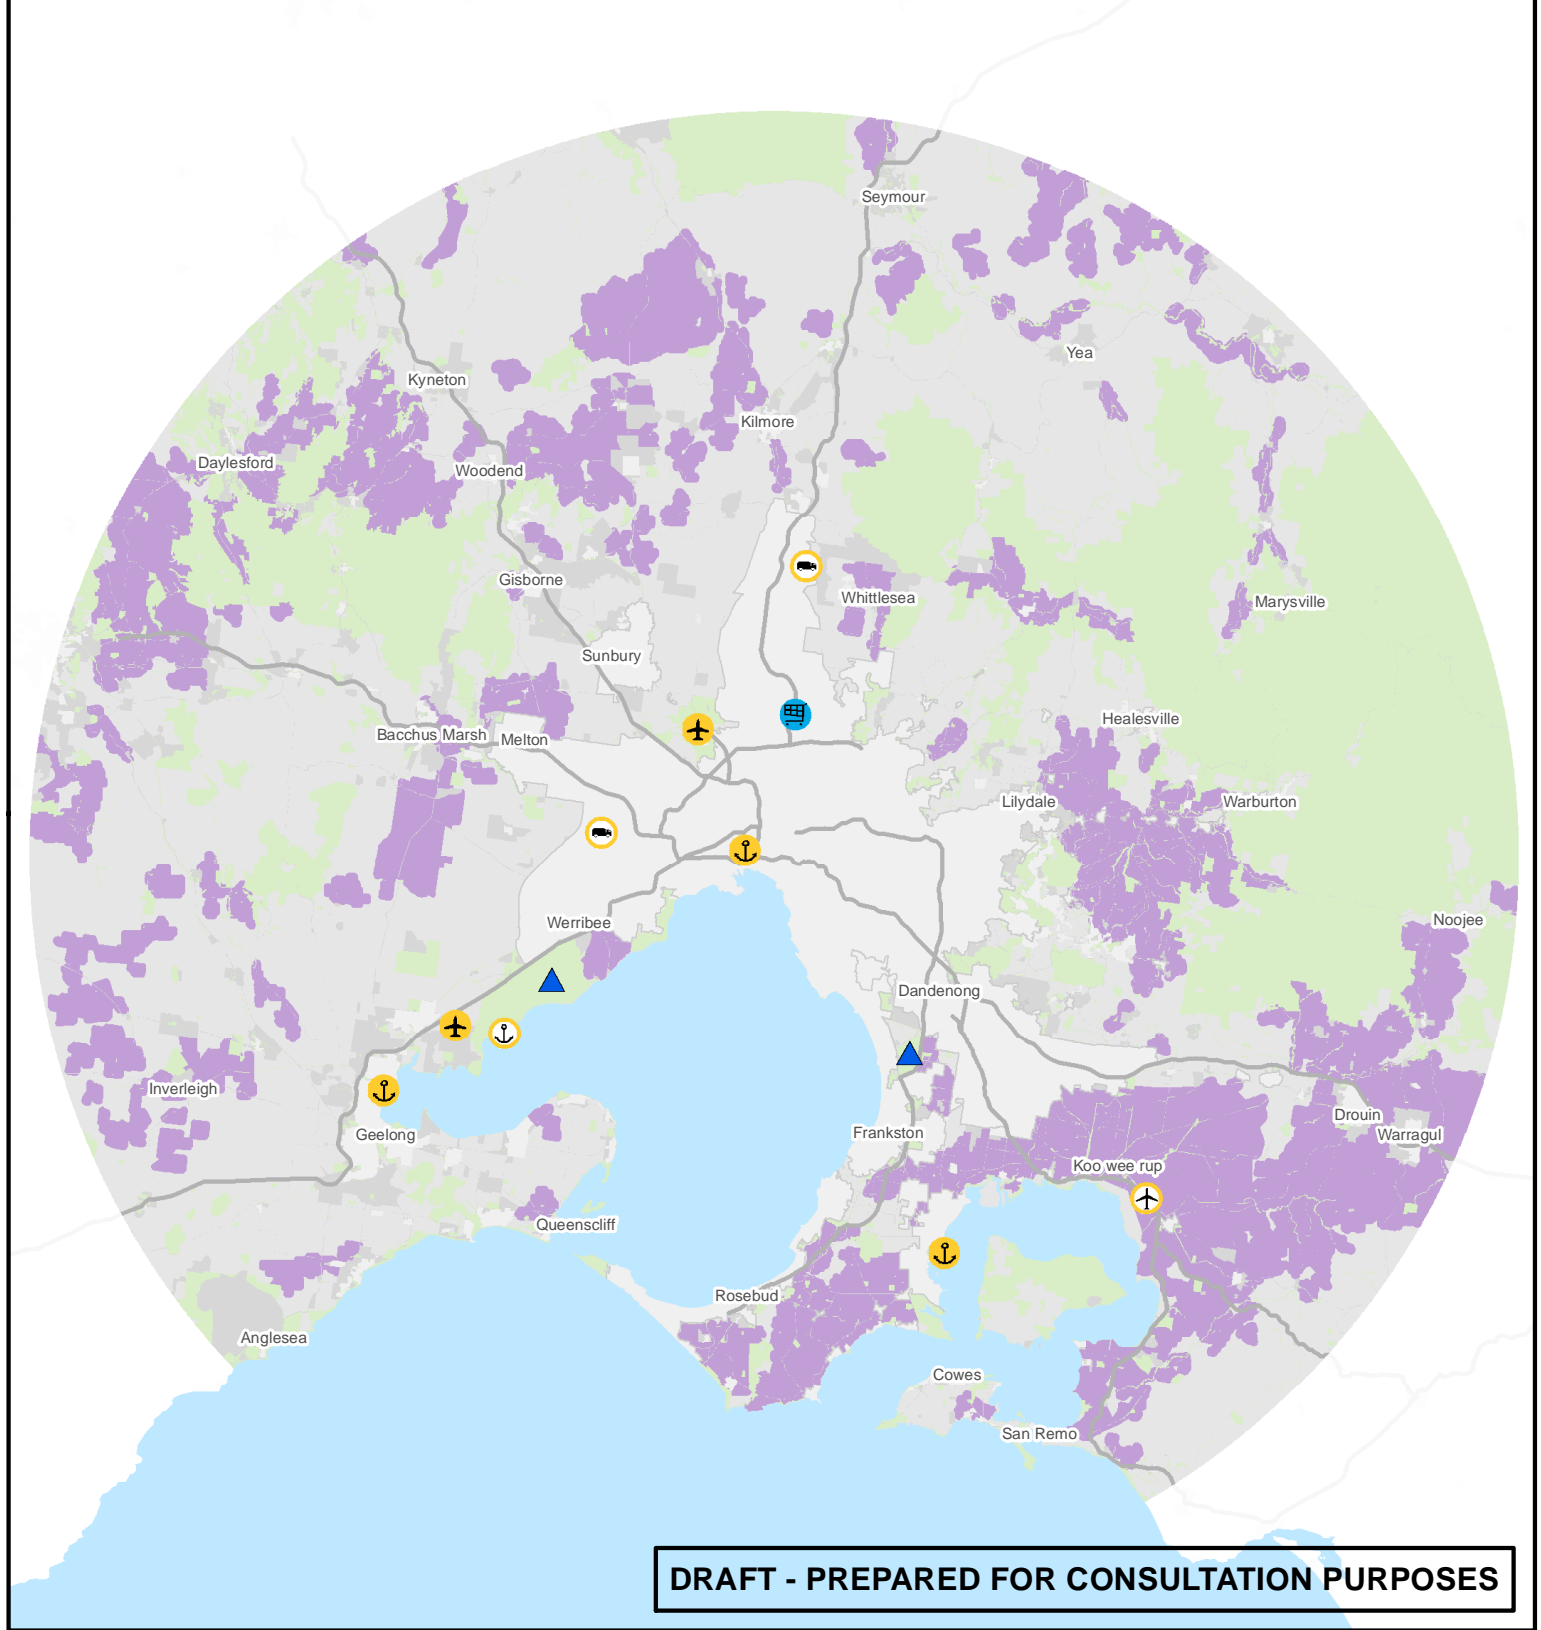 Seymour
Yea
Kyneton
Kilmore
Daylesford
Woodend
Gisborne
Whittlesea
Marysville
Sunbury
Healesville
Bacchus Marsh
Melton
Lilydale
Warburton
Werribee
Noojee
Dandenong
Inverleigh
Geelong
Frankston
Drouin
Warragul
Koo wee rup
Queenscliff
Rosebud
Anglesea
Cowes
San Remo
DRAFT - PREPARED FOR CONSULTATION PURPOSES